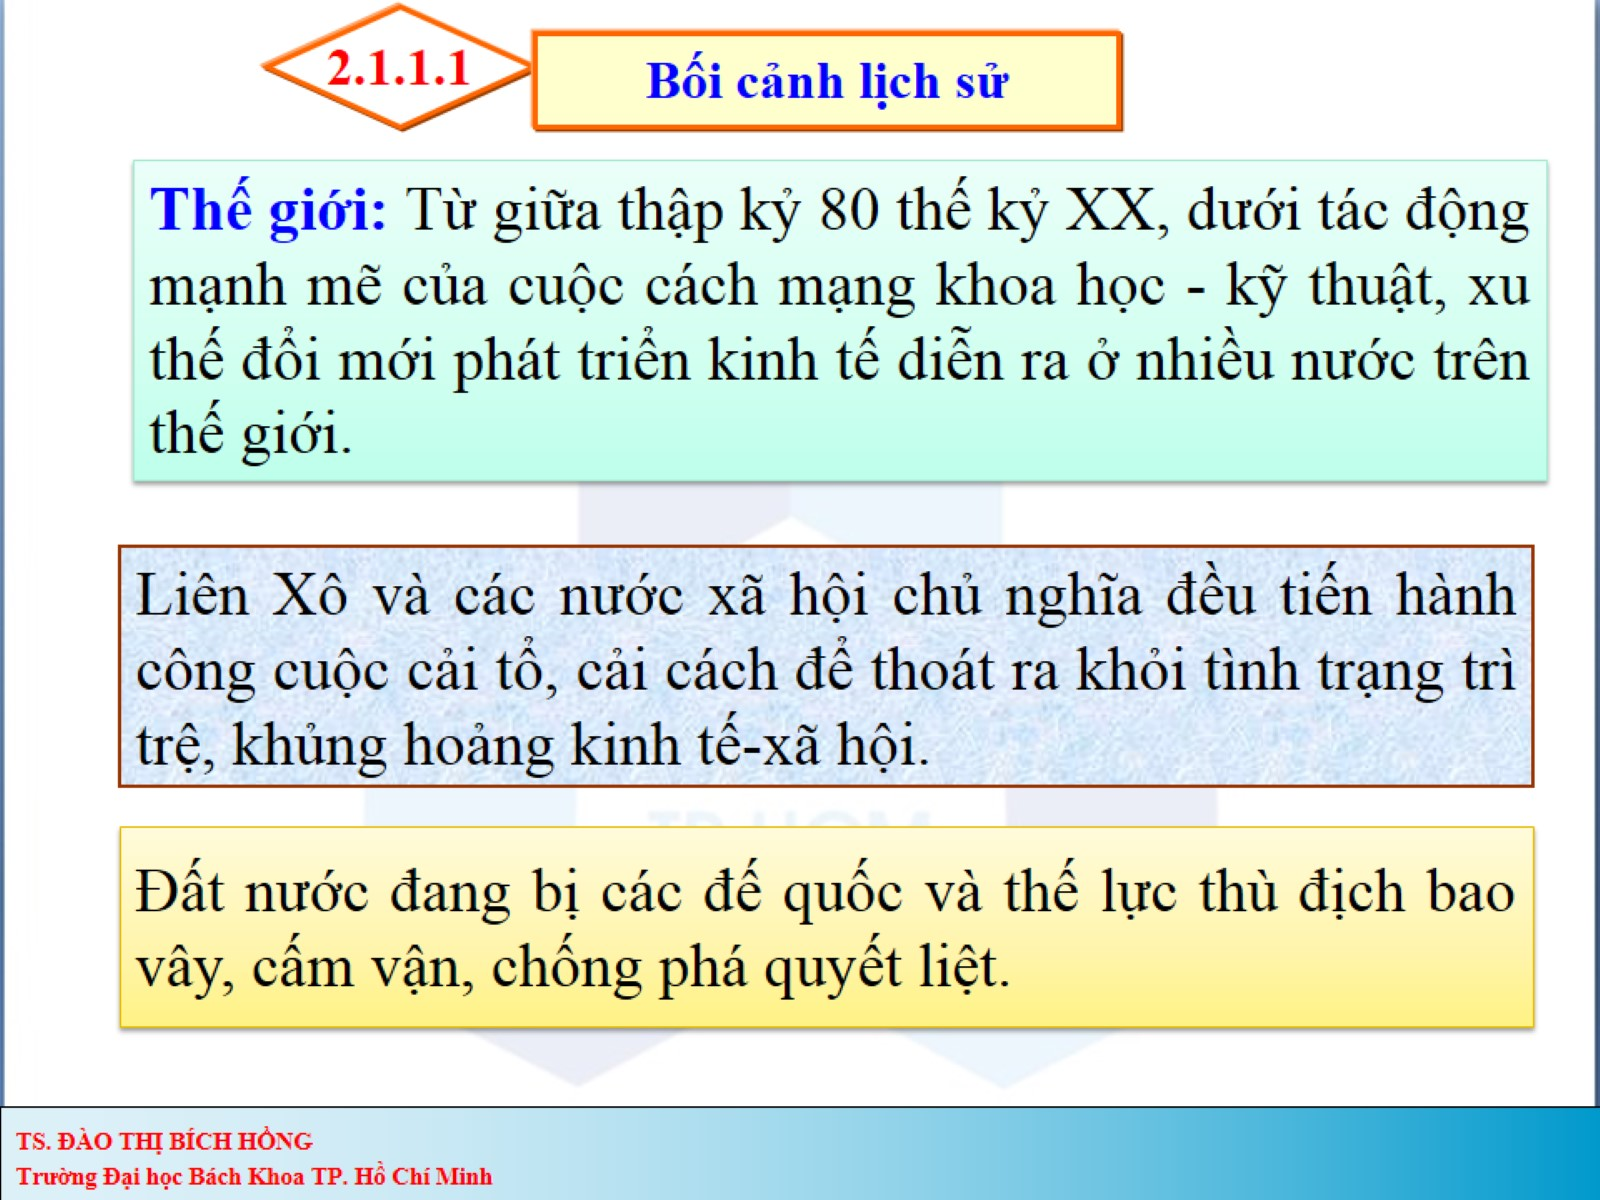 2.1.1.1
Bối cảnh lịch sử
Thế giới: Từ giữa thập kỷ 80 thế kỷ XX, dưới tác động
mạnh mẽ của cuộc cách mạng khoa học - kỹ thuật, xu
thế đổi mới phát triển kinh tế diễn ra ở nhiều nước trên
thế giới.
Liên Xô và các nước xã hội chủ nghĩa đều tiến hành
công cuộc cải tổ, cải cách để thoát ra khỏi tình trạng trì
trệ, khủng hoảng kinh tế-xã hội.
Đất nước đang bị các đế quốc và thế lực thù địch bao
vây, cấm vận, chống phá quyết liệt.
TS. ĐÀO THỊ BÍCH HỒNG
Trường Đại học Bách Khoa TP. Hồ Chí Minh